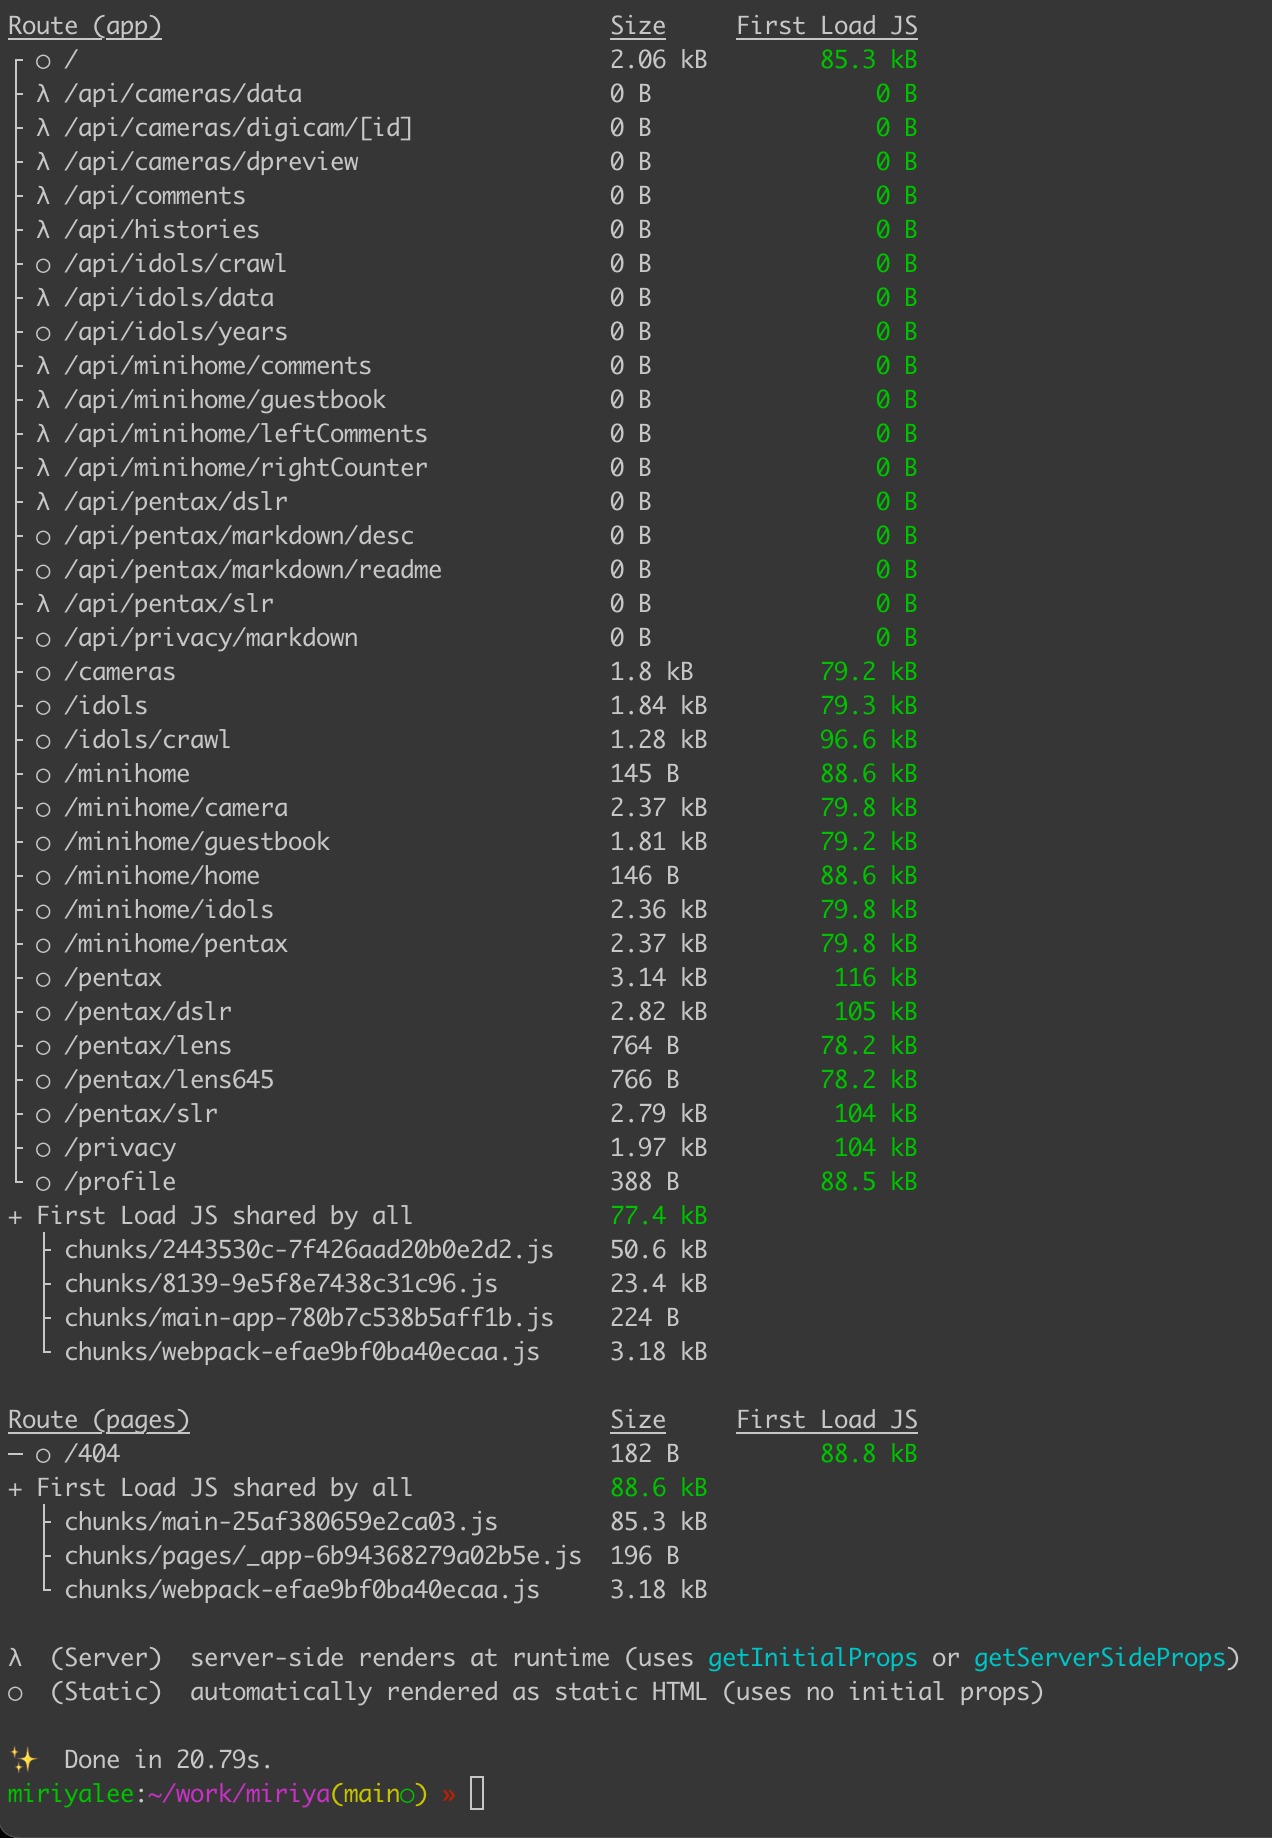 Route (app) Size First Load JS
┌ ○ / 2.06 kB 85.3 kB
├ λ /api/cameras/data 0 B 0 B
├ λ /api/cameras/digicam/[id] 0 B 0 B
├ λ /api/cameras/dpreview 0 B 0 B
├ λ /api/comments 0 B 0 B
├ λ /api/histories 0 B 0 B
├ ○ /api/idols/crawl 0 B 0 B
├ λ /api/idols/data 0 B 0 B
├ ○ /api/idols/years 0 B 0 B
├ λ /api/minihome/comments 0 B 0 B
├ λ /api/minihome/guestbook 0 B 0 B
├ λ /api/minihome/leftComments 0 B 0 B
├ λ /api/minihome/rightCounter 0 B 0 B
├ λ /api/pentax/dslr 0 B 0 B
├ ○ /api/pentax/markdown/desc 0 B 0 B
├ ○ /api/pentax/markdown/readme 0 B 0 B
├ λ /api/pentax/slr 0 B 0 B
├ ○ /api/privacy/markdown 0 B 0 B
├ ○ /cameras 1.8 kB 79.2 kB
├ ○ /idols 1.84 kB 79.3 kB
├ ○ /idols/crawl 1.28 kB 96.6 kB
├ ○ /minihome 145 B 88.6 kB
├ ○ /minihome/camera 2.37 kB 79.8 kB
├ ○ /minihome/guestbook 1.81 kB 79.2 kB
├ ○ /minihome/home 146 B 88.6 kB
├ ○ /minihome/idols 2.36 kB 79.8 kB
├ ○ /minihome/pentax 2.37 kB 79.8 kB
├ ○ /pentax 3.14 kB 116 kB
├ ○ /pentax/dslr 2.82 kB 105 kB
├ ○ /pentax/lens 764 B 78.2 kB
├ ○ /pentax/lens645 766 B 78.2 kB
├ ○ /pentax/slr 2.79 kB 104 kB
├ ○ /privacy 1.97 kB 104 kB
└ ○ /profile 388 B 88.5 kB
+ First Load JS shared by all 77.4 kB
├ chunks/2443530c-7f426aad20b0e2d2.js 50.6 kB
├ chunks/8139-9e5f8e7438c31c96.js 23.4 kB
├ chunks/main-app-780b7c538b5aff1b.js 224 B
└ chunks/webpack-efae9bf0ba40ecaa.js 3.18 kB
Route (pages) Size First Load JS
─ ○ /404 182 B 88.8 kB
+ First Load JS shared by all 88.6 kB
├ chunks/main-25af380659e2ca03.js 85.3 kB
├ chunks/pages/_app-6b94368279a02b5e.js 196 B
└ chunks/webpack-efae9bf0ba40ecaa.js 3.18 kB
λ (Server) server-side renders at runtime (uses getInitialProps or getServerSideProps)
○ (Static) automatically rendered as static HTML (uses no initial props)
✨ Done in 20.79s.
miriyalee:~/work/miriya(main○) »